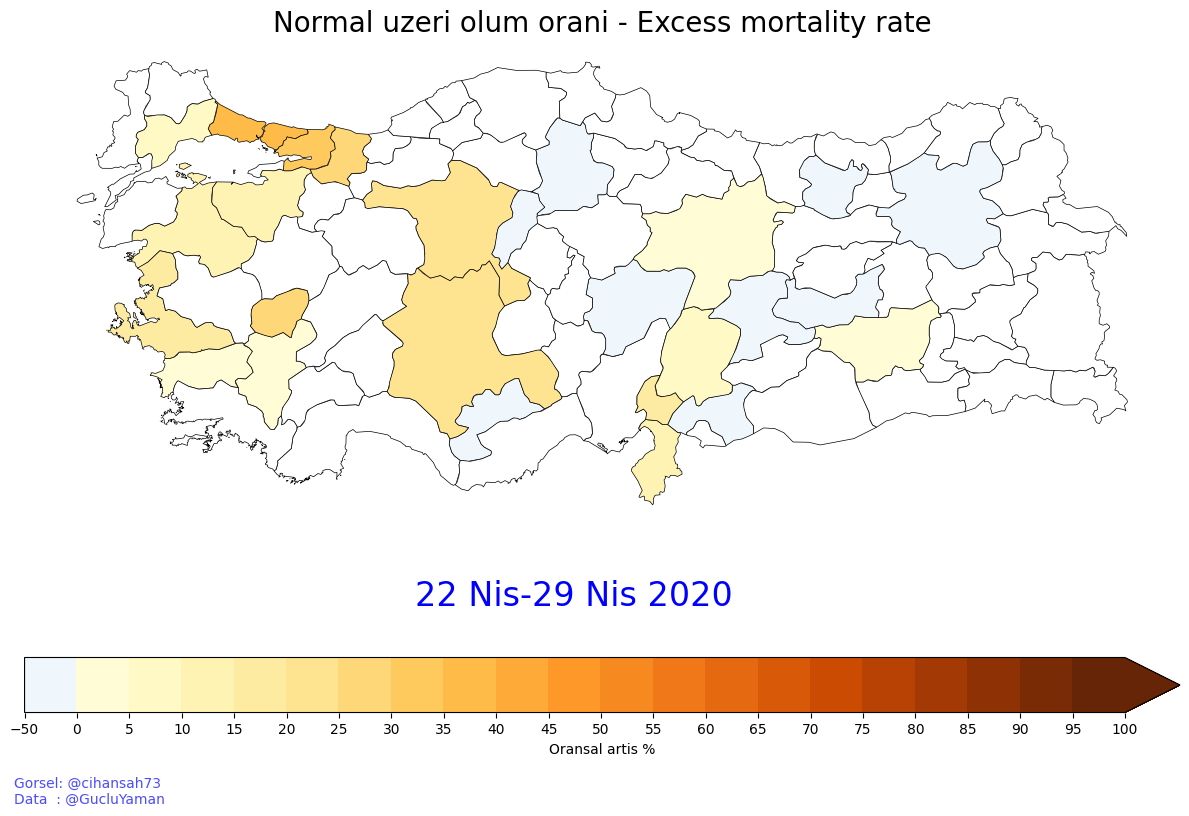 Normal uzeri olum orani - Excess mortality rate
22 Nis-29 Nis 2020
−50 0 5 10 15 20 25 30 35 40 45 50 55 60 65 70 75 80 85 90 95 100
Oransal artis %
Gorsel: @cihansah73
Data  : @GucluYaman